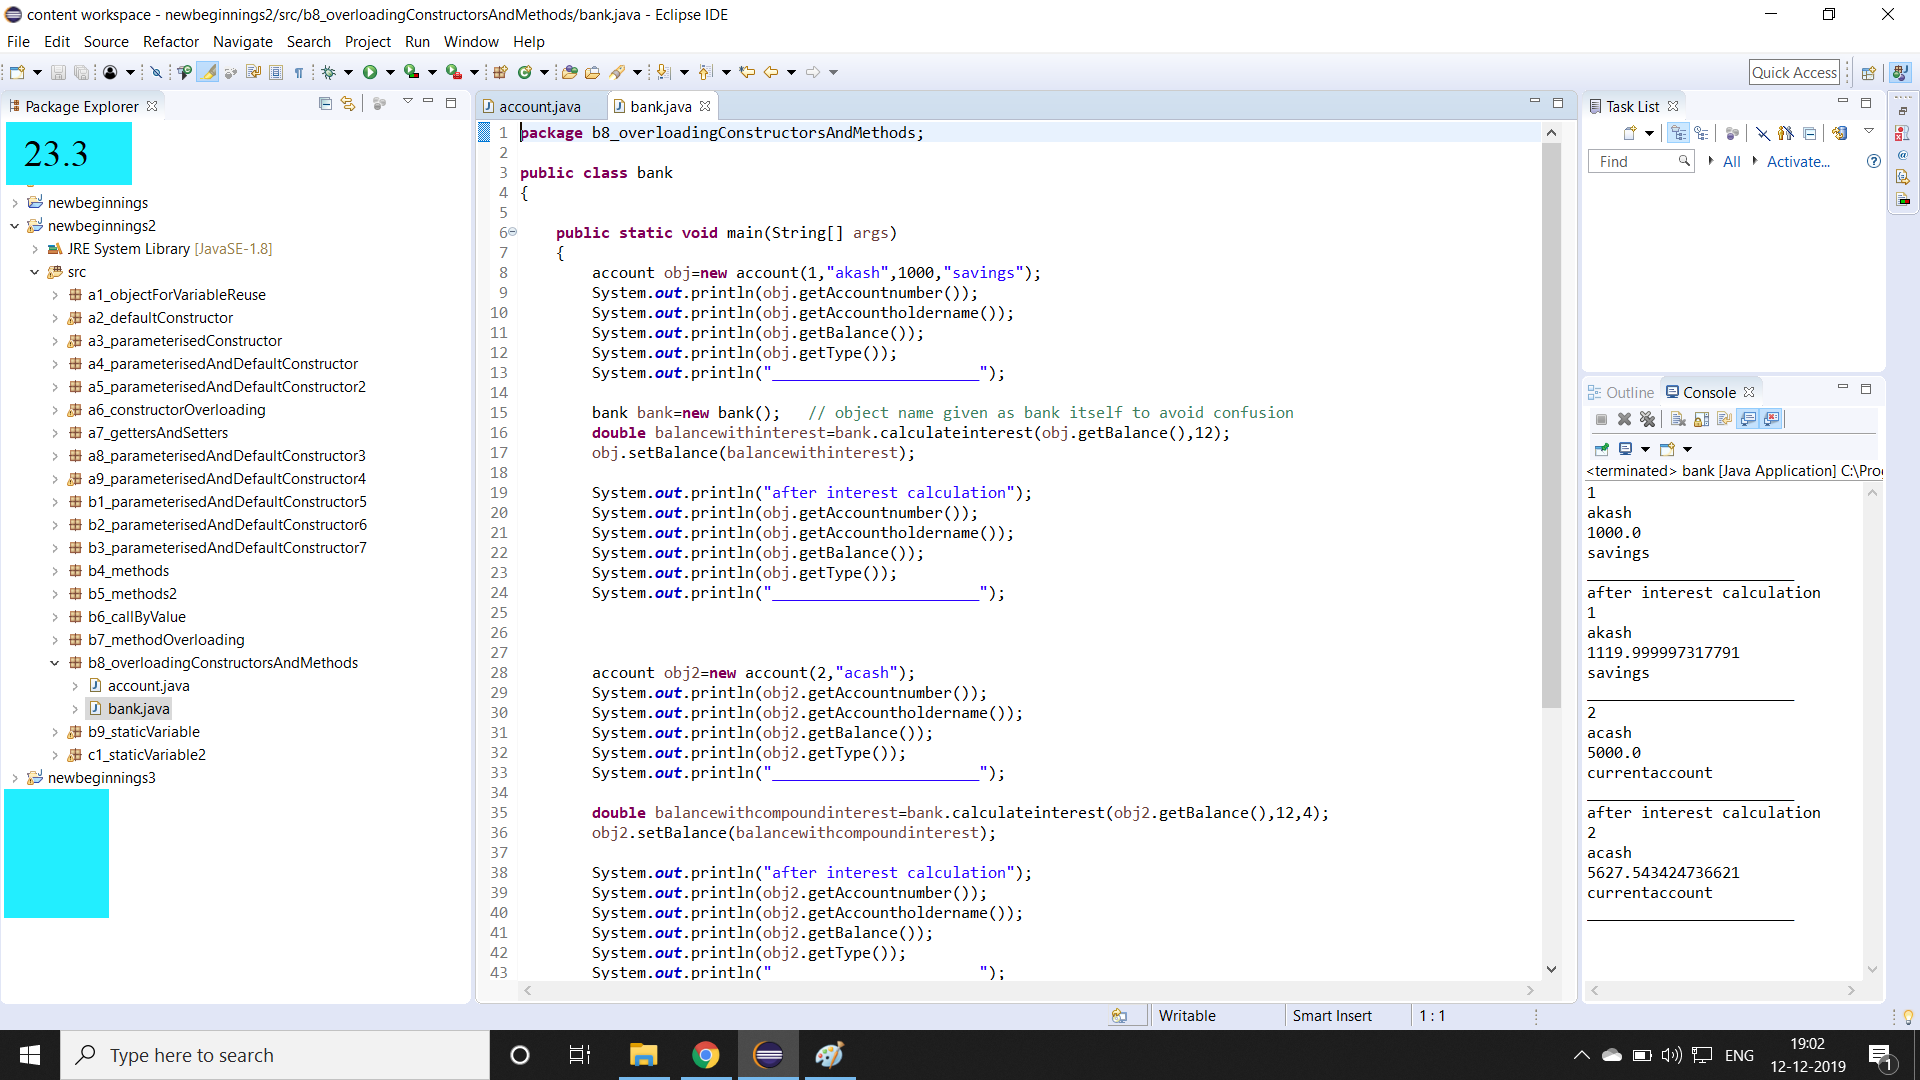 content workspace - newbeginnings2/src/b8_overloadingConstructorsAndMethods/bank.java - Eclipse IDE
File Edit Source Refactor Navigate Search Project Run Window Help
Quick Access
Package Explorer
23.3
newbeginnings
newbeginnings2
JRE System Library [JavaSE-1.8]
src
a1_objectForVariableReuse
a2_defaultConstructor
a3_parameterisedConstructor
a4_parameterisedAndDefaultConstructor
a5_parameterisedAndDefaultConstructor2
a6_constructorOverloading
a7_gettersAndSetters
a8_parameterisedAndDefaultConstructor3
a9_parameterisedAndDefaultConstructor4
b1_parameterisedAndDefaultConstructor5
b2_parameterisedAndDefaultConstructor6
b3_parameterisedAndDefaultConstructor7
b4_methods
b5_methods2
b6_callByValue
b7_methodOverloading
b8_overloadingConstructorsAndMethods
account.java
bank.java
b9_staticVariable
c1_staticVariable2
newbeginnings3
account.java bank.java
1 package b8_overloadingConstructorsAndMethods;
2
3 public class bank
4 {
5
6 public static void main(String[] args)
7 {
8 account obj=new account(1,"akash",1000,"savings");
9 System.out.println(obj.getAccountnumber());
10 System.out.println(obj.getAccountholdername());
11 System.out.println(obj.getBalance());
12 System.out.println(obj.getType());
13 System.out.println("_______________________");
14
15 bank bank=new bank(); // object name given as bank itself to avoid confusion
16 double balancewithinterest=bank.calculateinterest(obj.getBalance(),12);
17 obj.setBalance(balancewithinterest);
18
19 System.out.println("after interest calculation");
20 System.out.println(obj.getAccountnumber());
21 System.out.println(obj.getAccountholdername());
22 System.out.println(obj.getBalance());
23 System.out.println(obj.getType());
24 System.out.println("_______________________");
25
26
27
28 account obj2=new account(2,"acash");
29 System.out.println(obj2.getAccountnumber());
30 System.out.println(obj2.getAccountholdername());
31 System.out.println(obj2.getBalance());
32 System.out.println(obj2.getType());
33 System.out.println("_______________________");
34
35 double balancewithcompoundinterest=bank.calculateinterest(obj2.getBalance(),12,4);
36 obj2.setBalance(balancewithcompoundinterest);
37
38 System.out.println("after interest calculation");
39 System.out.println(obj2.getAccountnumber());
40 System.out.println(obj2.getAccountholdername());
41 System.out.println(obj2.getBalance());
42 System.out.println(obj2.getType());
43 System.out.println(" ");
Task List
Find All Activate...
Outline Console
<terminated> bank [Java Application] C:\Pro
1
akash
1000.0
savings
_______________________
after interest calculation
1
akash
1119.999997317791
savings
_______________________
2
acash
5000.0
currentaccount
_______________________
after interest calculation
2
acash
5627.543424736621
currentaccount
_______________________
Writable Smart Insert 1 : 1
Type here to search
ENG
19:02
12-12-2019
1